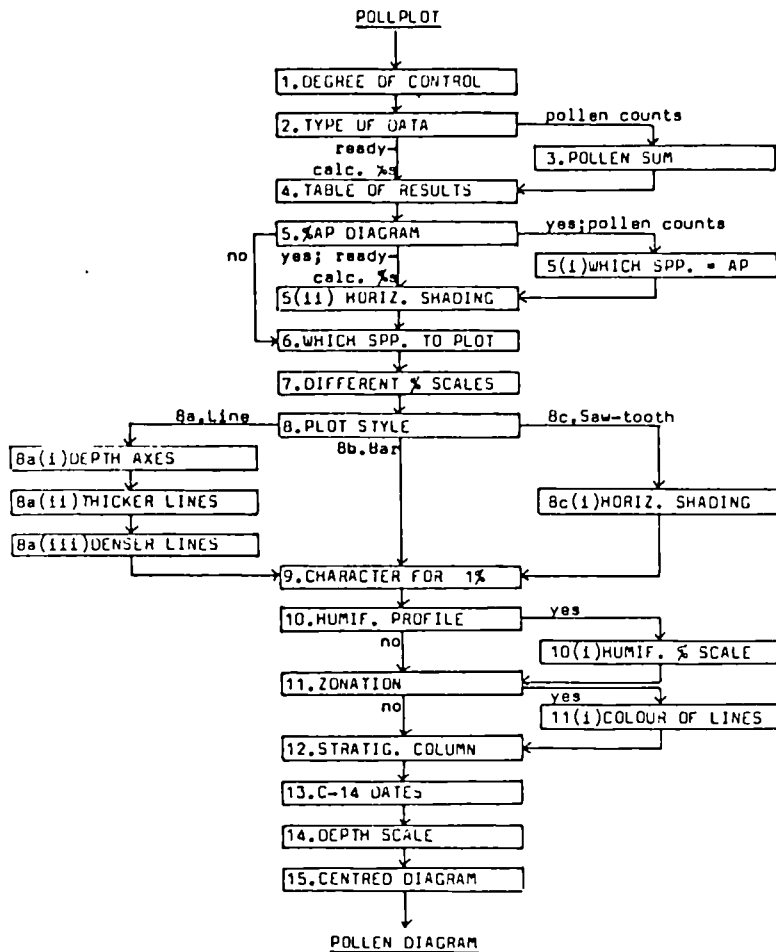 POLLPLOT
1.DEGREE OF CONTROL
2.TYPE OF DATA
pollen counts
ready-
calc. %s
3.POLLEN SUM
4.TABLE OF RESULTS
5.%AP DIAGRAM
yes;pollen counts
no
yes; ready-
calc. %s
5(i)WHICH SPP. = AP
5(ii) HORIZ. SHADING
6.WHICH SPP. TO PLOT
7.DIFFERENT % SCALES
8a.Line
8.PLOT STYLE
8c.Saw-tooth
8b.Bar
8a(i)DEPTH AXES
8a(ii)THICKER LINES
8c(i)HORIZ. SHADING
8a(iii)DENSER LINES
9.CHARACTER FOR 1%
10.HUMIF. PROFILE
yes
no
10(i)HUMIF. % SCALE
11.ZONATION
yes
no
11(i)COLOUR OF LINES
12.STRATIG. COLUMN
13.C-14 DATES
14.DEPTH SCALE
15.CENTRED DIAGRAM
POLLEN DIAGRAM